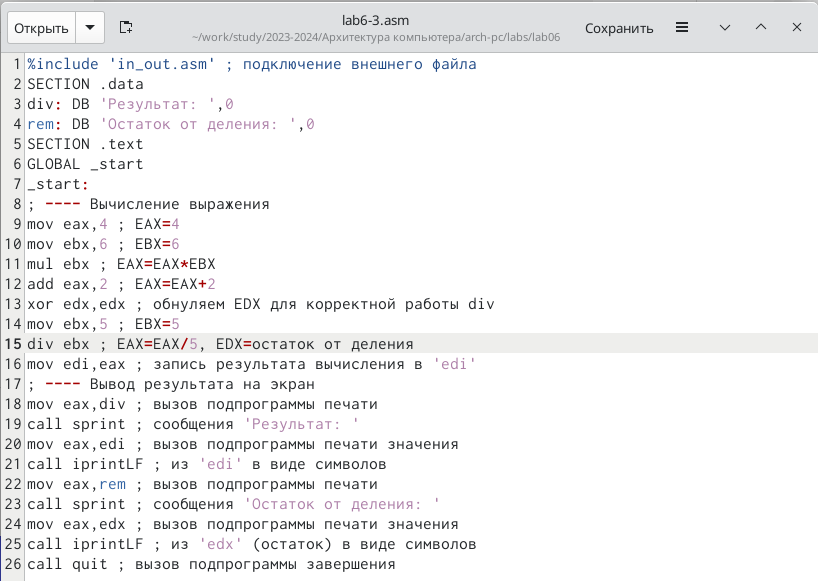 Открыть
lab6-3.asm
~/work/study/2023-2024/Архитектура компьютера/arch-pc/labs/lab06
Сохранить
1 %include 'in_out.asm' ; подключение внешнего файла
2 SECTION .data
3 div: DB 'Результат: ',0
4 rem: DB 'Остаток от деления: ',0
5 SECTION .text
6 GLOBAL _start
7 _start:
8 ; ---- Вычисление выражения
9 mov eax,4 ; EAX=4
10 mov ebx,6 ; EBX=6
11 mul ebx ; EAX=EAX*EBX
12 add eax,2 ; EAX=EAX+2
13 xor edx,edx ; обнуляем EDX для корректной работы div
14 mov ebx,5 ; EBX=5
15 div ebx ; EAX=EAX/5, EDX=остаток от деления
16 mov edi,eax ; запись результата вычисления в 'edi'
17 ; ---- Вывод результата на экран
18 mov eax,div ; вызов подпрограммы печати
19 call sprint ; сообщения 'Результат: '
20 mov eax,edi ; вызов подпрограммы печати значения
21 call iprintLF ; из 'edi' в виде символов
22 mov eax,rem ; вызов подпрограммы печати
23 call sprint ; сообщения 'Остаток от деления: '
24 mov eax,edx ; вызов подпрограммы печати значения
25 call iprintLF ; из 'edx' (остаток) в виде символов
26 call quit ; вызов подпрограммы завершения